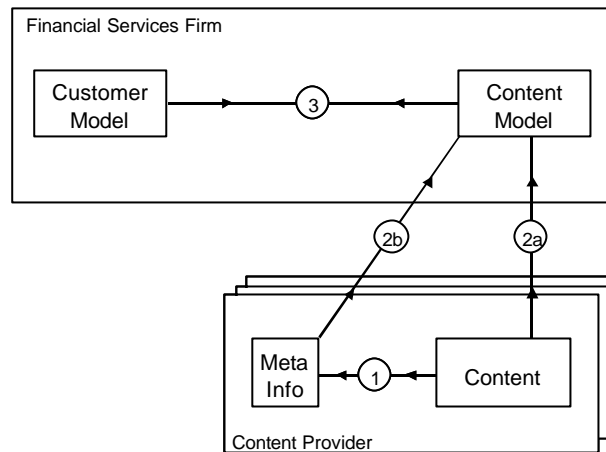 Financial Services Firm
Customer
Model
3
Content
Model
2b
2a
Meta
Info
1
Content
Content Provider